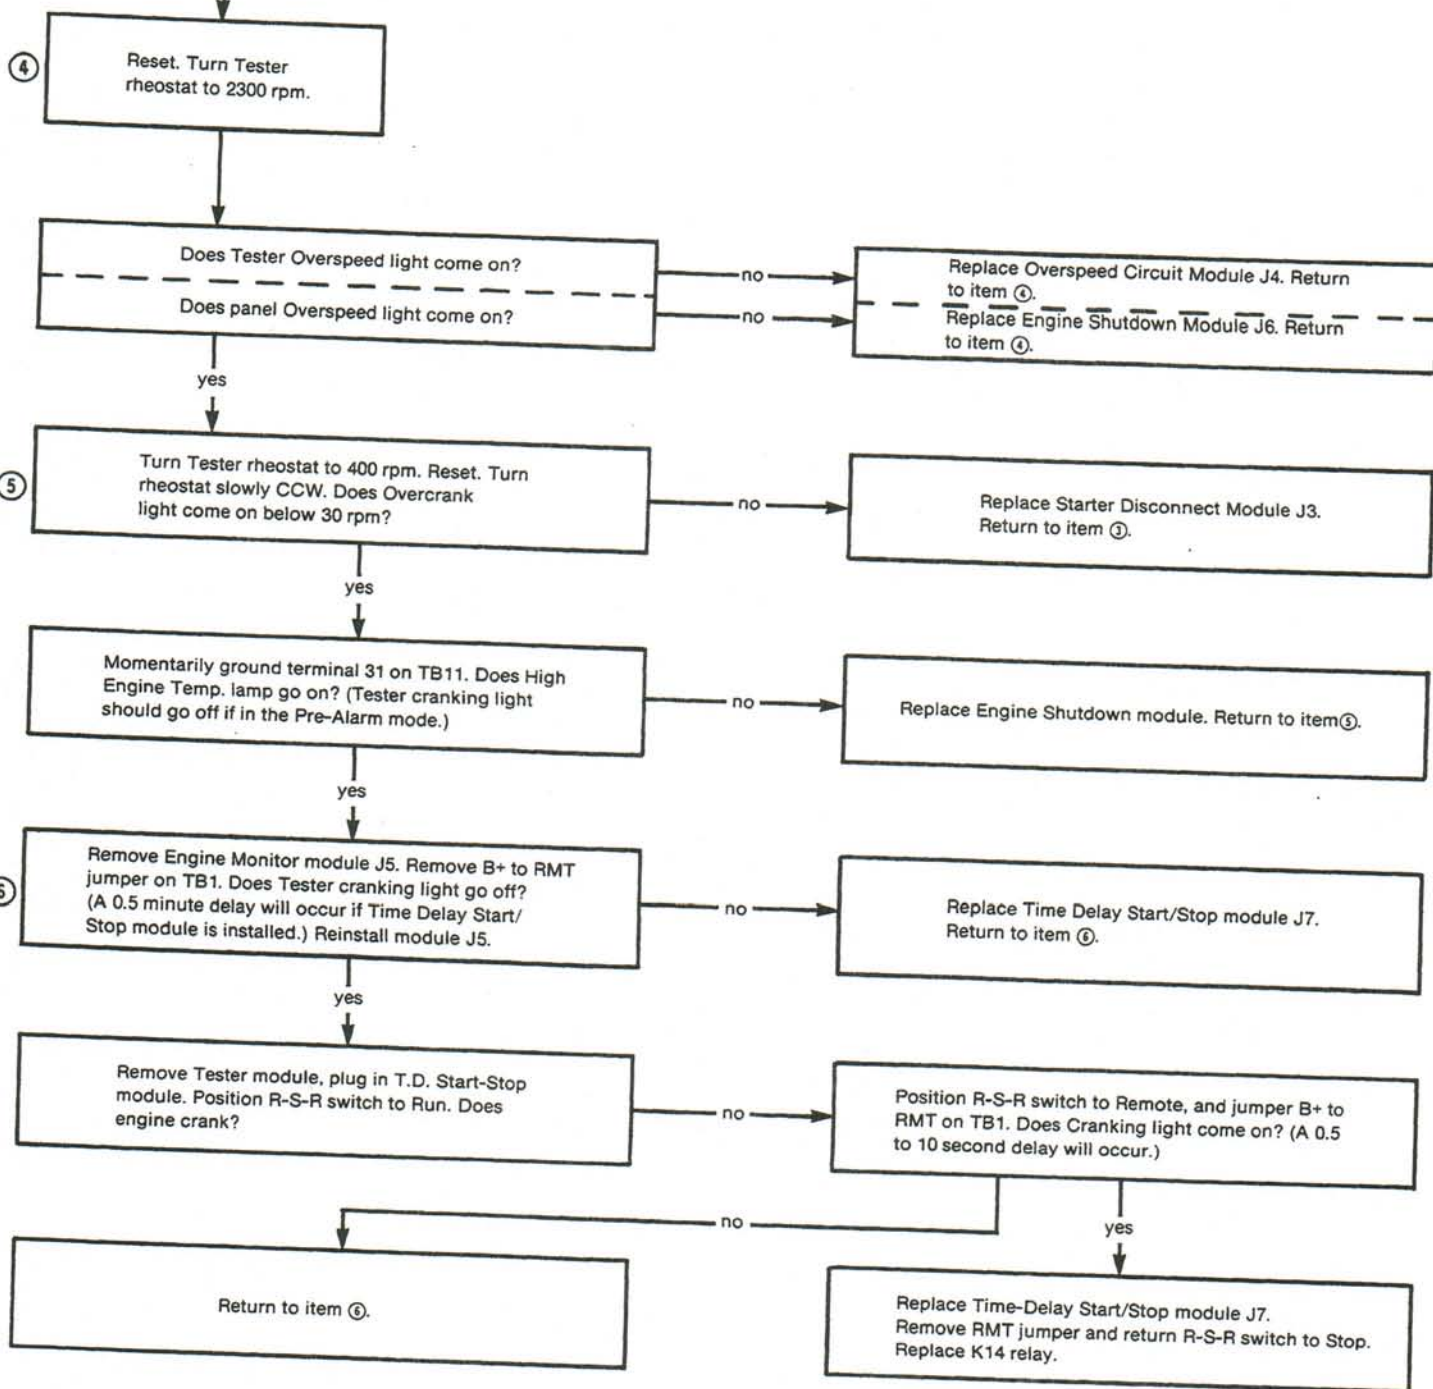 ④
Reset. Turn Tester
rheostat to 2300 rpm.
Does Tester Overspeed light come on?
no
Replace Overspeed Circuit Module J4. Return
to item ④.
Does panel Overspeed light come on?
no
Replace Engine Shutdown Module J6. Return
to item ④.
yes
⑤
Turn Tester rheostat to 400 rpm. Reset. Turn
rheostat slowly CCW. Does Overcrank
light come on below 30 rpm?
no
Replace Starter Disconnect Module J3.
Return to item ③.
yes
Momentarily ground terminal 31 on TB11. Does High
Engine Temp. lamp go on? (Tester cranking light
should go off if in the Pre-Alarm mode.)
no
Replace Engine Shutdown module. Return to item⑤.
yes
⑥
Remove Engine Monitor module J5. Remove B+ to RMT
jumper on TB1. Does Tester cranking light go off?
(A 0.5 minute delay will occur if Time Delay Start/
Stop module is installed.) Reinstall module J5.
no
Replace Time Delay Start/Stop module J7.
Return to item ⑥.
yes
Remove Tester module, plug in T.D. Start-Stop
module. Position R-S-R switch to Run. Does
engine crank?
no
Position R-S-R switch to Remote, and jumper B+ to
RMT on TB1. Does Cranking light come on? (A 0.5
to 10 second delay will occur.)
no
yes
Return to item ⑥.
Replace Time-Delay Start/Stop module J7.
Remove RMT jumper and return R-S-R switch to Stop.
Replace K14 relay.